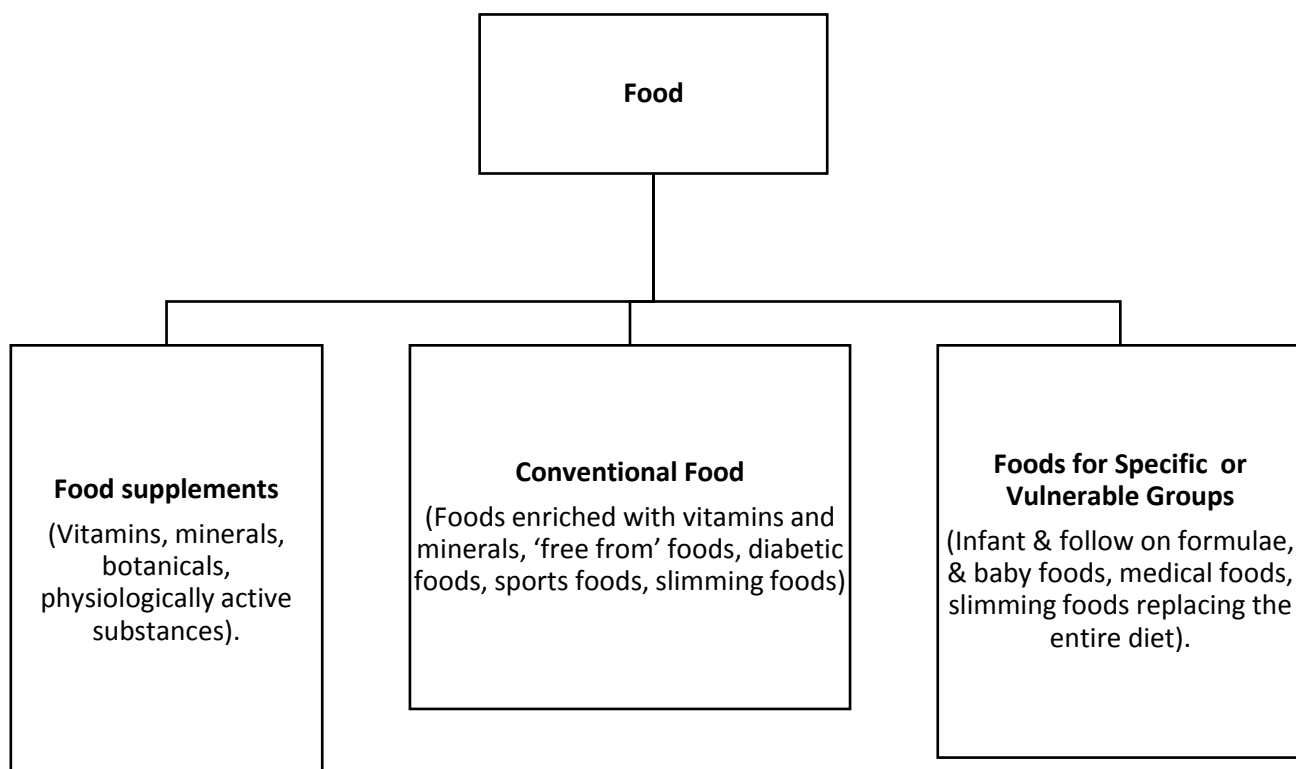 Food
Food supplements
(Vitamins, minerals,
botanicals,
physiologically active
substances).
Conventional Food
(Foods enriched with vitamins and
minerals, ‘free from’ foods, diabetic
foods, sports foods, slimming foods)
Foods for Specific or
Vulnerable Groups
(Infant & follow on formulae,
& baby foods, medical foods,
slimming foods replacing the
entire diet).